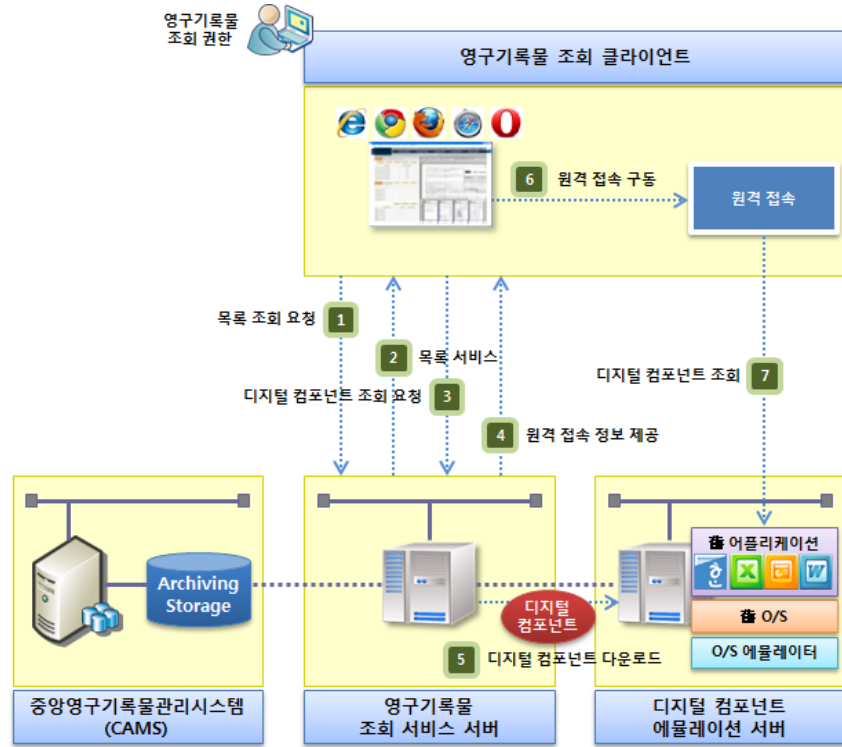 영구기록물
조회 권한
영구기록물 조회 클라이언트
6 원격 접속 구동
원격 접속
목록 조회 요청 1
2 목록 서비스
디지털 컴포넌트 조회 요청 3
4 원격 접속 정보 제공
디지털 컴포넌트 조회 7
Archiving
Storage
디지털
컴포넌트
5 디지털 컴포넌트 다운로드
舊 어플리케이션
舊 O/S
O/S 에뮬레이터
중앙영구기록물관리시스템
(CAMS)
영구기록물
조회 서비스 서버
디지털 컴포넌트
에뮬레이션 서버